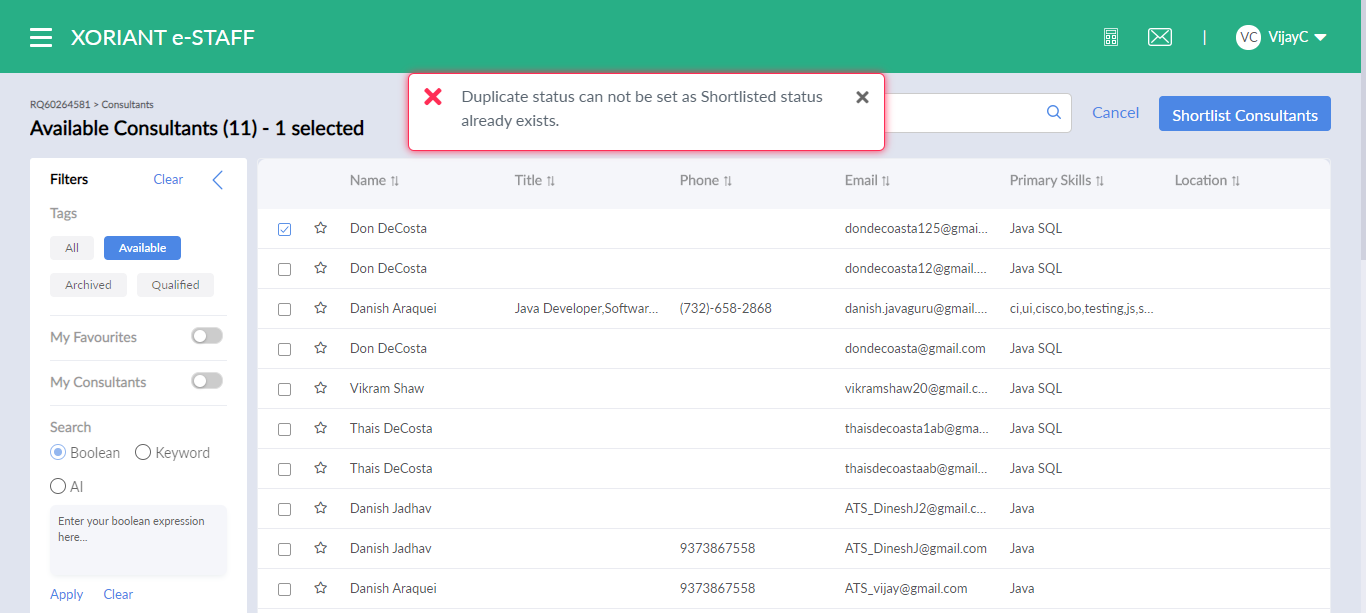 XORIANT e-STAFF
VC VijayC
RQ60264581 > Consultants
Available Consultants (11) - 1 selected
Duplicate status can not be set as Shortlisted status
already exists.
Cancel
Shortlist Consultants
Filters Clear
Tags
All Available
Archived Qualified
My Favourites
My Consultants
Search
Boolean Keyword
AI
Enter your boolean expression
here...
Apply Clear
Name Title Phone Email Primary Skills Location
Don DeCosta dondecoasta125@gmai... Java SQL
Don DeCosta dondecoasta12@gmail.... Java SQL
Danish Araquei Java Developer,Softwar... (732)-658-2868 danish.javaguru@gmail.... ci,ui,cisco,bo,testing,js,s...
Don DeCosta dondecoasta@gmail.com Java SQL
Vikram Shaw vikramshaw20@gmail.c... Java SQL
Thais DeCosta thaisdecoasta1ab@gma... Java SQL
Thais DeCosta thaisdecoastaab@gmail... Java SQL
Danish Jadhav ATS_DineshJ2@gmail.c... Java
Danish Jadhav 9373867558 ATS_DineshJ@gmail.com Java
Danish Araquei 9373867558 ATS_vijay@gmail.com Java